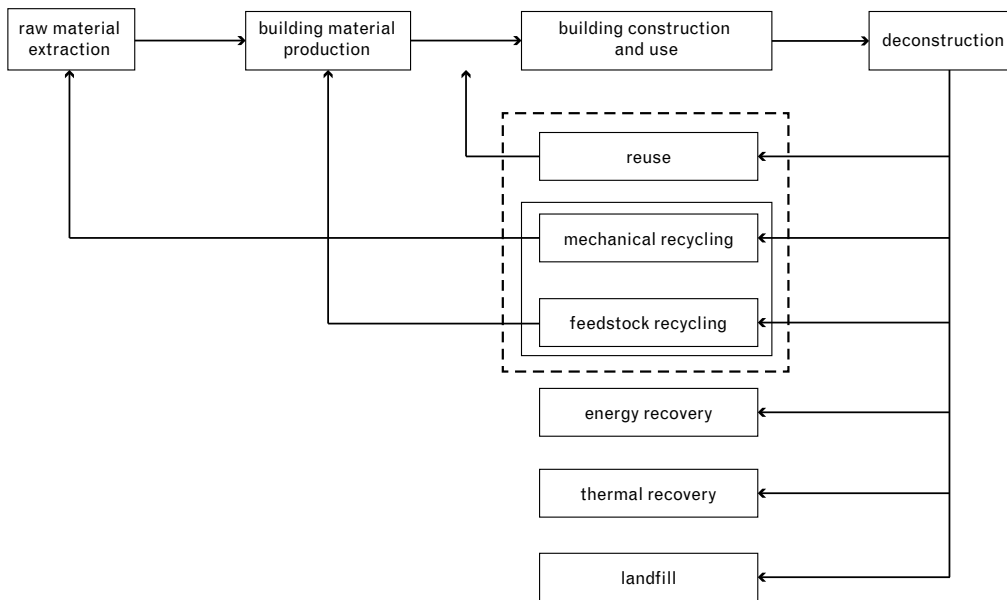 raw material
extraction
building material
production
building construction
and use
deconstruction
reuse
mechanical recycling
feedstock recycling
energy recovery
thermal recovery
landfill